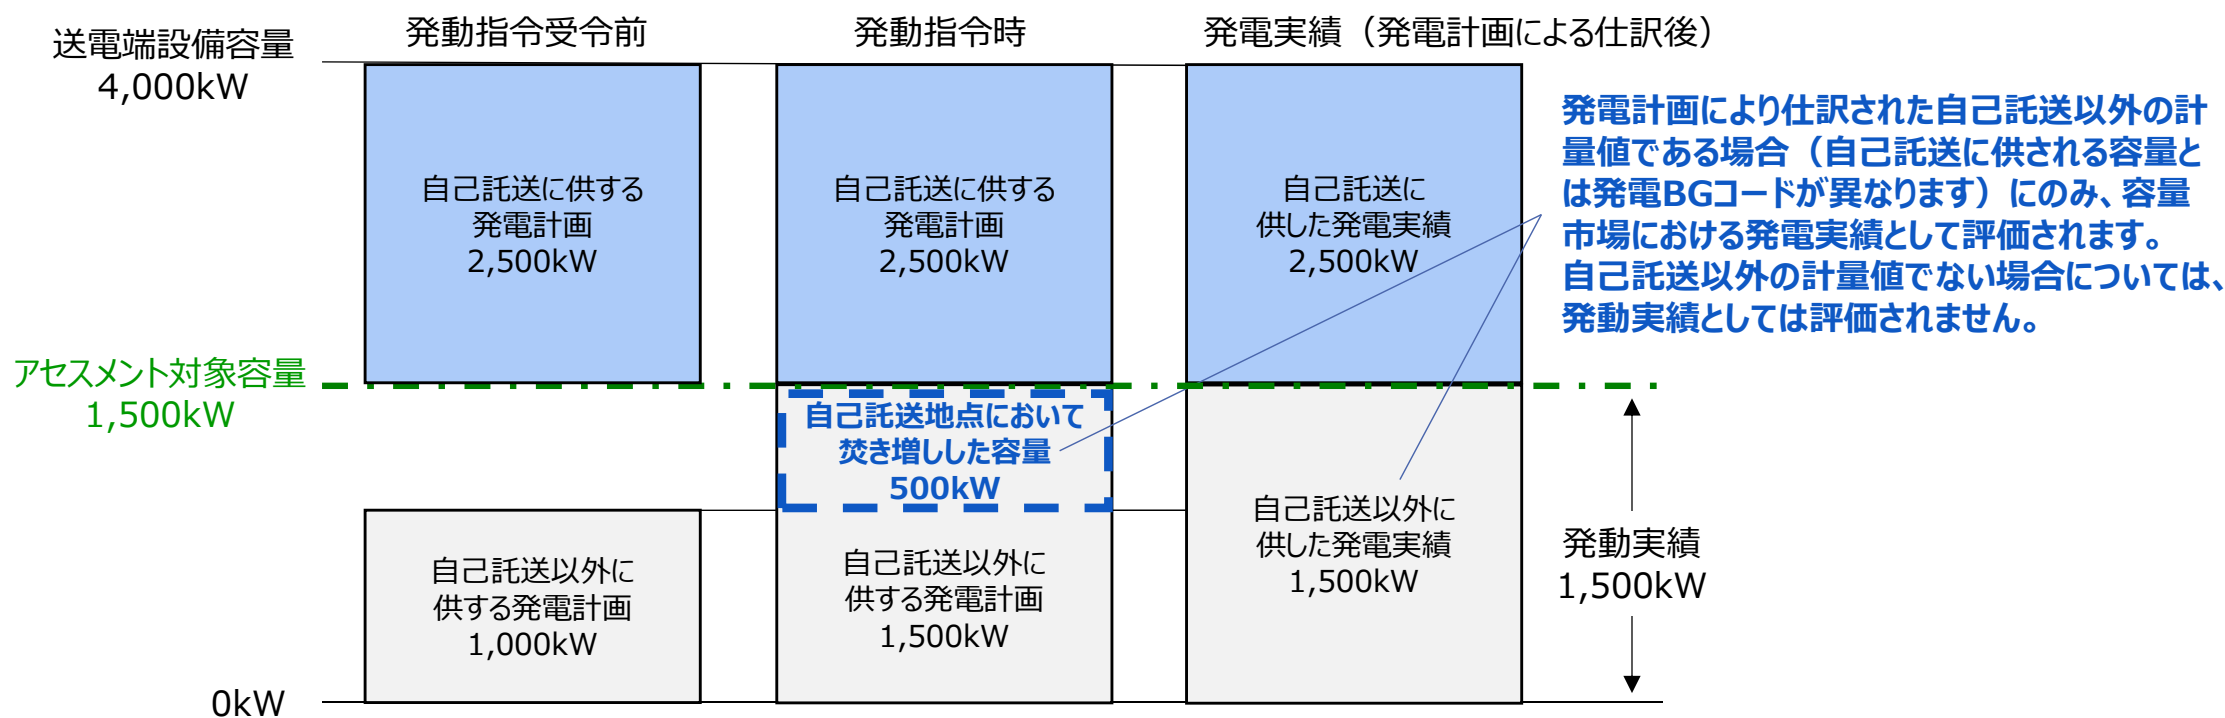 送電端設備容量
4,000kW
発動指令受令前
発動指令時
発電実績（発電計画による仕訳後）
自己託送に供する
発電計画
2,500kW
自己託送に供する
発電計画
2,500kW
自己託送に
供した発電実績
2,500kW
発電計画により仕訳された自己託送以外の計
量値である場合（自己託送に供される容量と
は発電BGコードが異なります）にのみ、容量
市場における発電実績として評価されます。
自己託送以外の計量値でない場合については、
発動実績としては評価されません。
アセスメント対象容量
1,500kW
自己託送地点において
焚き増しした容量
500kW
自己託送以外に
供する発電計画
1,000kW
自己託送以外に
供する発電計画
1,500kW
自己託送以外に
供した発電実績
1,500kW
発動実績
1,500kW
0kW